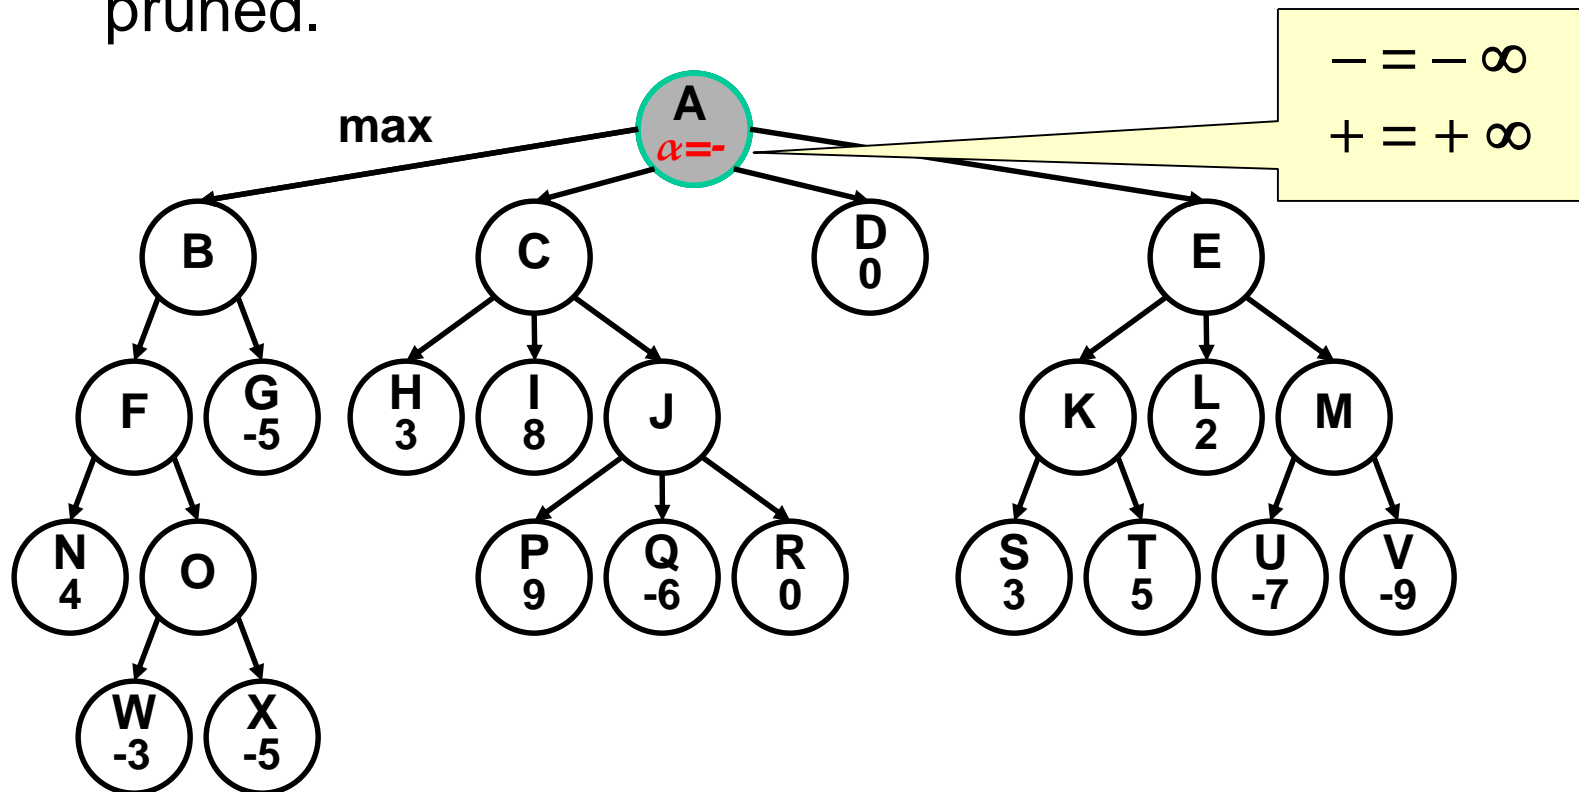 pruned.
− = − ∞
+ = + ∞
max
A
α=-
B
C
D
0
E
F
G
-5
H
3
I
8
J
K
L
2
M
N
4
O
P
9
Q
-6
R
0
S
3
T
5
U
-7
V
-9
W
-3
X
-5